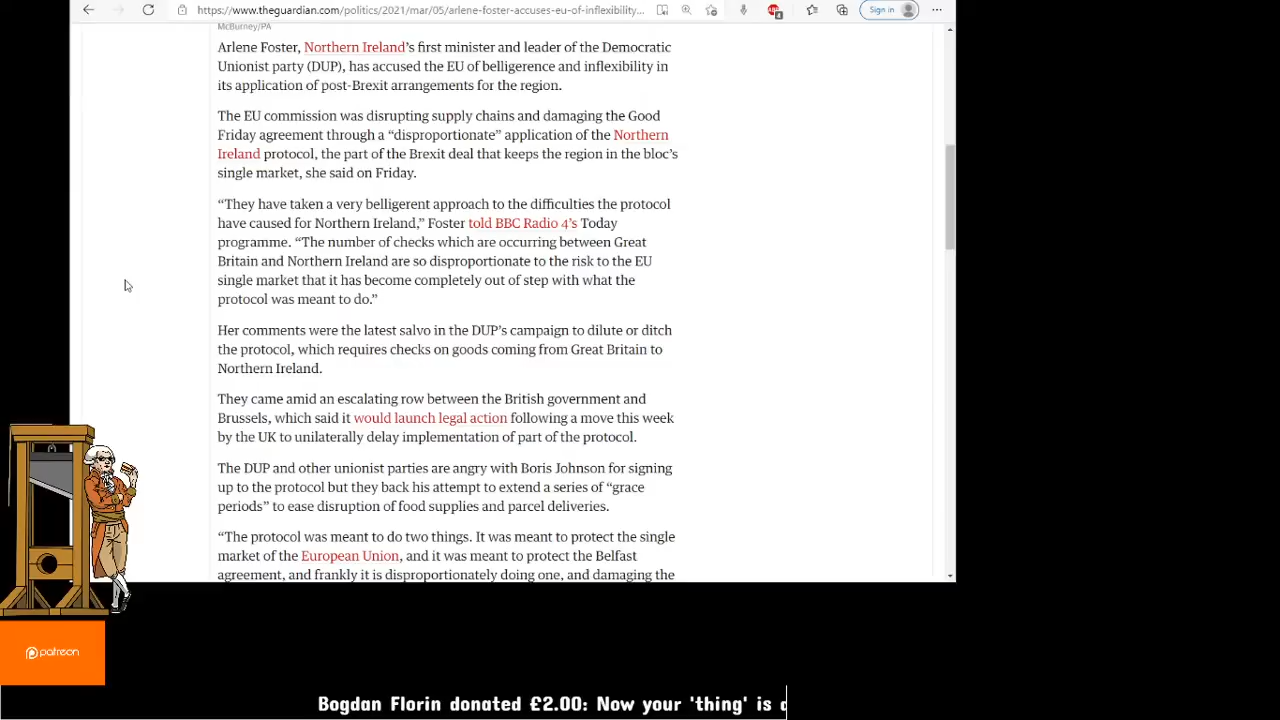 https://www.theguardian.com/politics/2021/mar/05/arlene-foster-accuses-eu-of-inflexibility...
Sign in
McBurney/PA
Arlene Foster, Northern Ireland's first minister and leader of the Democratic
Unionist party (DUP), has accused the EU of belligerence and inflexibility in
its application of post-Brexit arrangements for the region.
The EU commission was disrupting supply chains and damaging the Good
Friday agreement through a “disproportionate” application of the Northern
Ireland protocol, the part of the Brexit deal that keeps the region in the bloc's
single market, she said on Friday.
“They have taken a very belligerent approach to the difficulties the protocol
have caused for Northern Ireland,” Foster told BBC Radio 4's Today
programme. “The number of checks which are occurring between Great
Britain and Northern Ireland are so disproportionate to the risk to the EU
single market that it has become completely out of step with what the
protocol was meant to do.”
Her comments were the latest salvo in the DUP's campaign to dilute or ditch
the protocol, which requires checks on goods coming from Great Britain to
Northern Ireland.
They came amid an escalating row between the British government and
Brussels, which said it would launch legal action following a move this week
by the UK to unilaterally delay implementation of part of the protocol.
The DUP and other unionist parties are angry with Boris Johnson for signing
up to the protocol but they back his attempt to extend a series of “grace
periods” to ease disruption of food supplies and parcel deliveries.
“The protocol was meant to do two things. It was meant to protect the single
market of the European Union, and it was meant to protect the Belfast
agreement, and frankly it is disproportionately doing one, and damaging the
patreon
Bogdan Florin donated £2.00: Now your 'thing' is